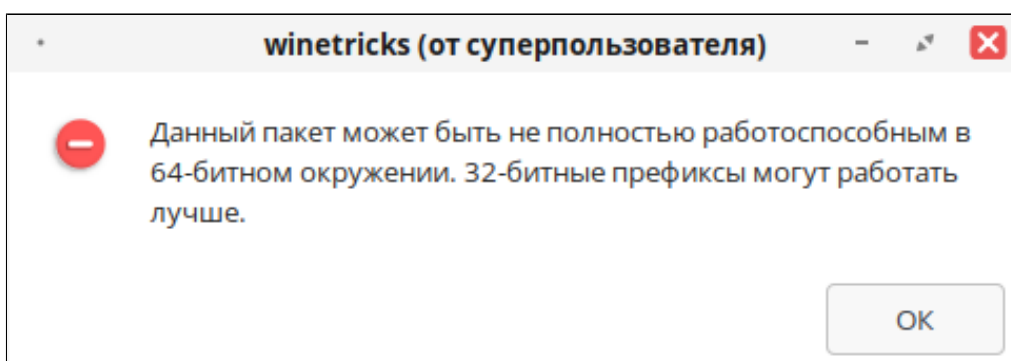 winetricks (от суперпользователя)
Данный пакет может быть не полностью работоспособным в
64-битном окружении. 32-битные префиксы могут работать
лучше.
ОК